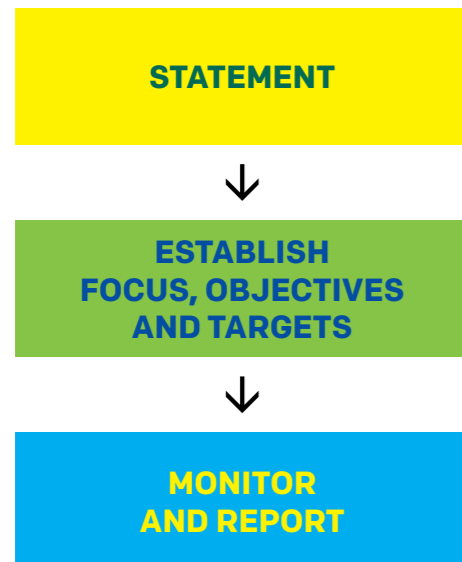 STATEMENT
ESTABLISH
FOCUS, OBJECTIVES
AND TARGETS
MONITOR
AND REPORT